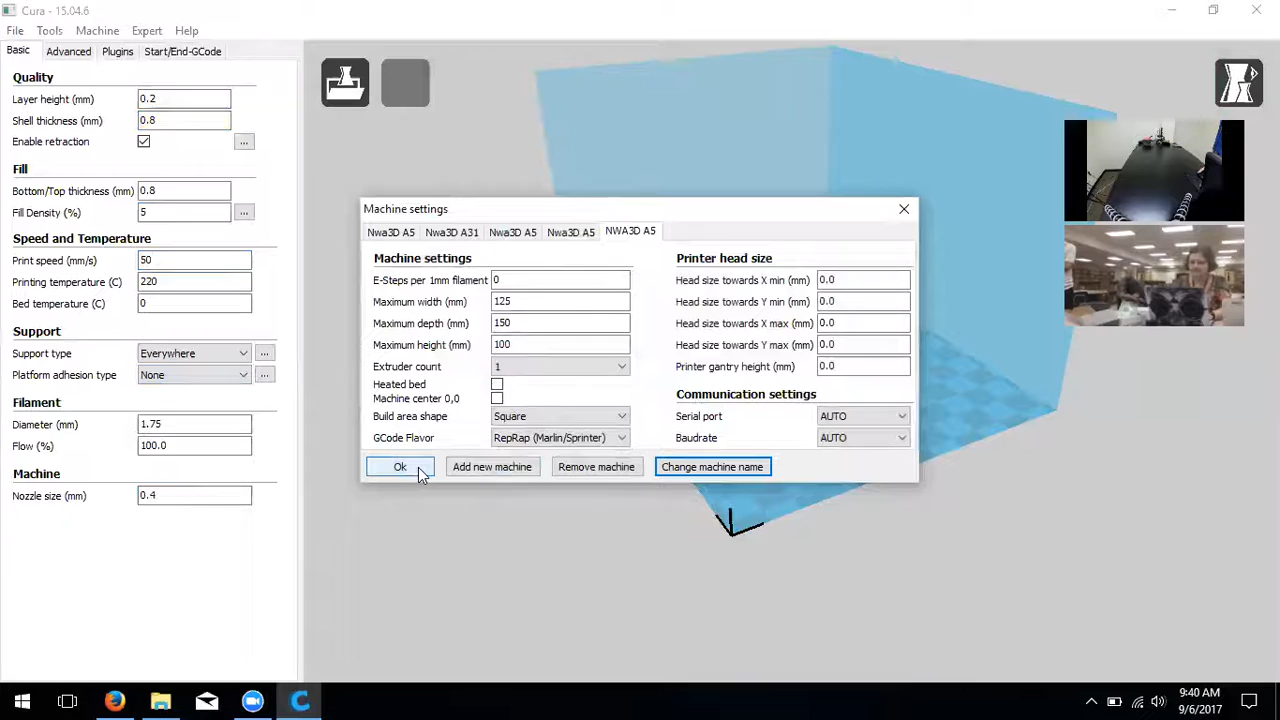 Cura - 15.04.6
File Tools Machine Expert Help
Basic Advanced Plugins Start/End-GCode
Quality
Layer height (mm) 0.2
Shell thickness (mm) 0.8
Enable retraction ...
Fill
Bottom/Top thickness (mm) 0.8
Fill Density (%) 5 ...
Speed and Temperature
Print speed (mm/s) 50
Printing temperature (C) 220
Bed temperature (C) 0
Support
Support type Everywhere ...
Platform adhesion type None ...
Filament
Diameter (mm) 1.75
Flow (%) 100.0
Machine
Nozzle size (mm) 0.4
Machine settings
Nwa3D A5 Nwa3D A31 Nwa3D A5 Nwa3D A5 NWA3D A5
Machine settings
E-Steps per 1mm filament 0
Maximum width (mm) 125
Maximum depth (mm) 150
Maximum height (mm) 100
Extruder count 1
Heated bed
Machine center 0,0
Build area shape Square
GCode Flavor RepRap (Marlin/Sprinter)
Printer head size
Head size towards X min (mm) 0.0
Head size towards Y min (mm) 0.0
Head size towards X max (mm) 0.0
Head size towards Y max (mm) 0.0
Printer gantry height (mm) 0.0
Communication settings
Serial port AUTO
Baudrate AUTO
Ok Add new machine Remove machine Change machine name
9:40 AM
9/6/2017